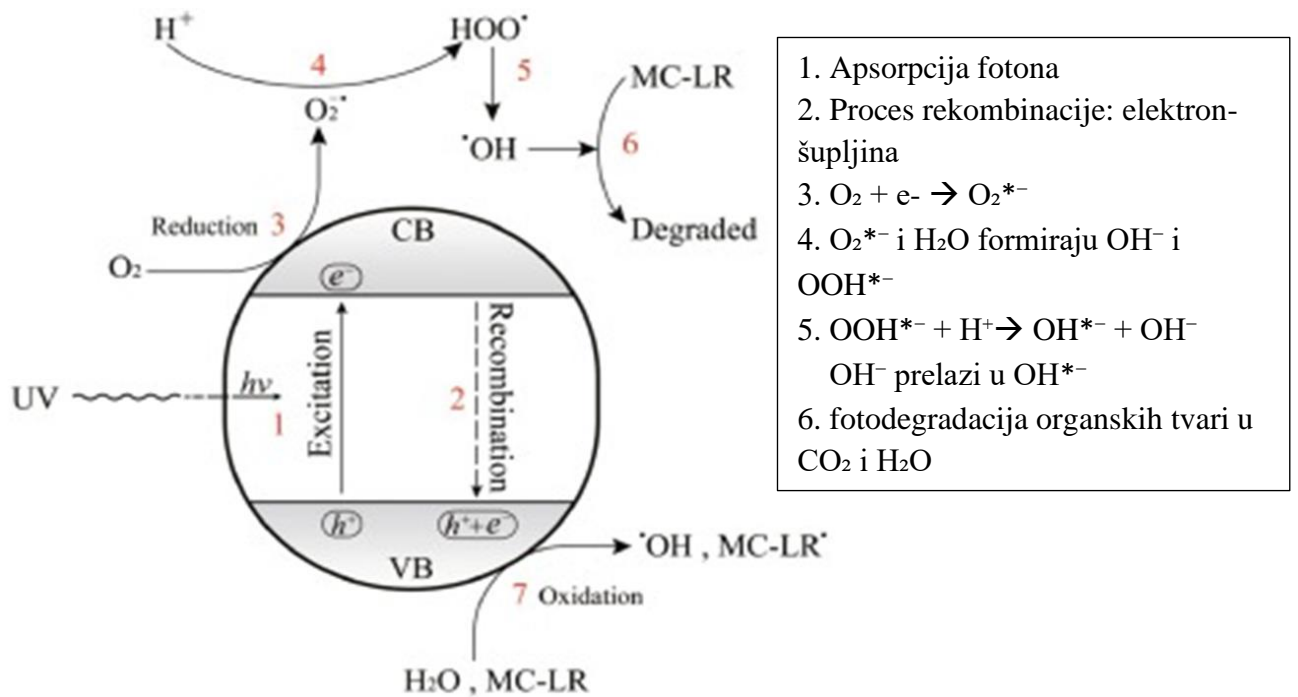 H⁺
HOO˙
4
5
MC-LR
O₂⁻˙
˙OH
6
Reduction 3
CB
Degraded
O₂
e⁻
UV
hν
1
Excitation
2
Recombination
h⁺
h⁺+e⁻
VB
˙OH , MC-LR˙
7 Oxidation
H₂O , MC-LR
1. Apsorpcija fotona
2. Proces rekombinacije: elektron-
šupljina
3. O₂ + e- → O₂*⁻
4. O₂*⁻ i H₂O formiraju OH⁻ i
OOH*⁻
5. OOH*⁻ + H⁺→ OH*⁻ + OH⁻
OH⁻ prelazi u OH*⁻
6. fotodegradacija organskih tvari u
CO₂ i H₂O